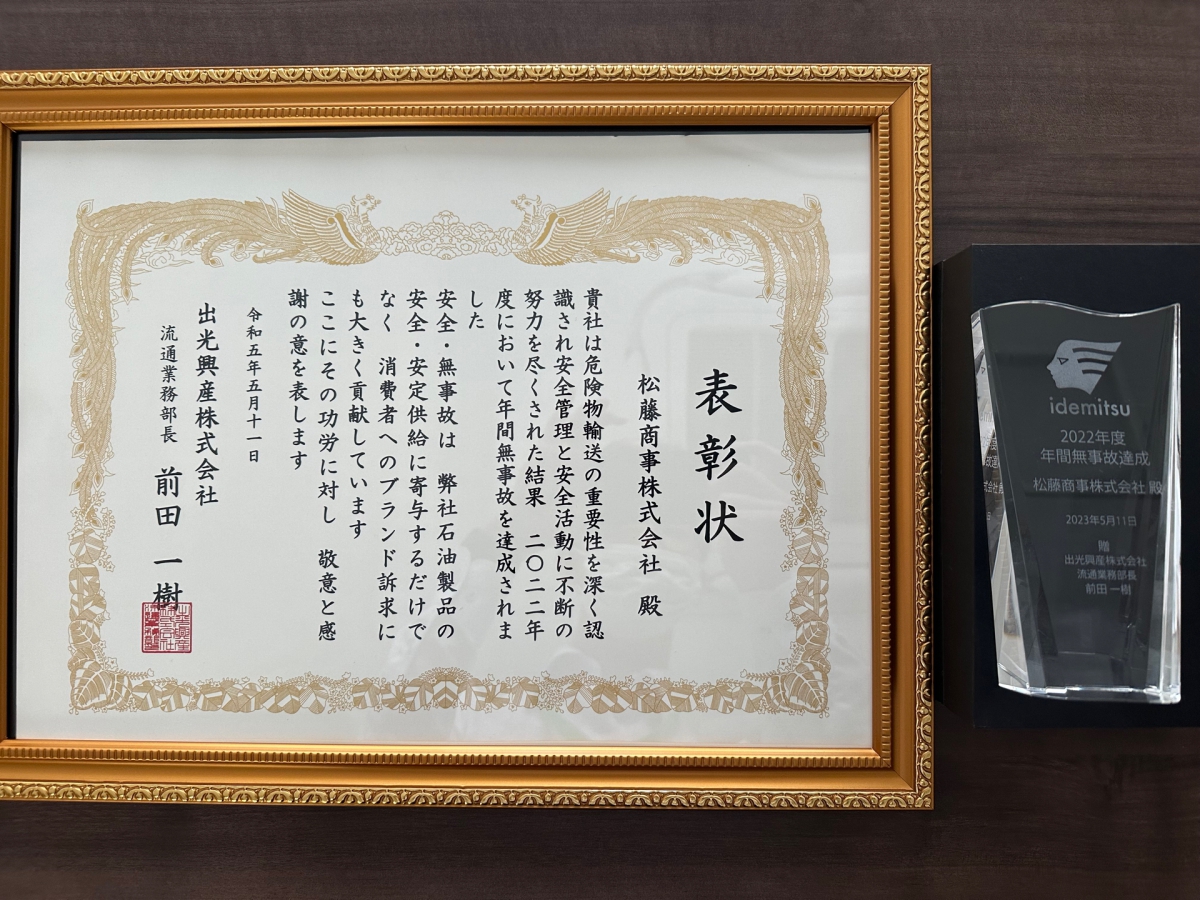 表彰状
松藤商事株式会社 殿
貴社は危険物輸送の重要性を深く認
識され安全管理と安全活動に不断の
努力を尽くされた結果 二〇二二年
度において年間無事故を達成されま
した
安全・無事故は 弊社石油製品の
安全・安定供給に寄与するだけで
なく 消費者へのブランド訴求に
も大きく貢献しています
ここにその功労に対し 敬意と感
謝の意を表します
令和五年五月十一日
出光興産株式会社
流通業務部長 前田 一樹
idemitsu
2022年度
年間無事故達成
松藤商事株式会社 殿
2023年5月11日
贈
出光興産株式会社
流通業務部長
前田 一樹